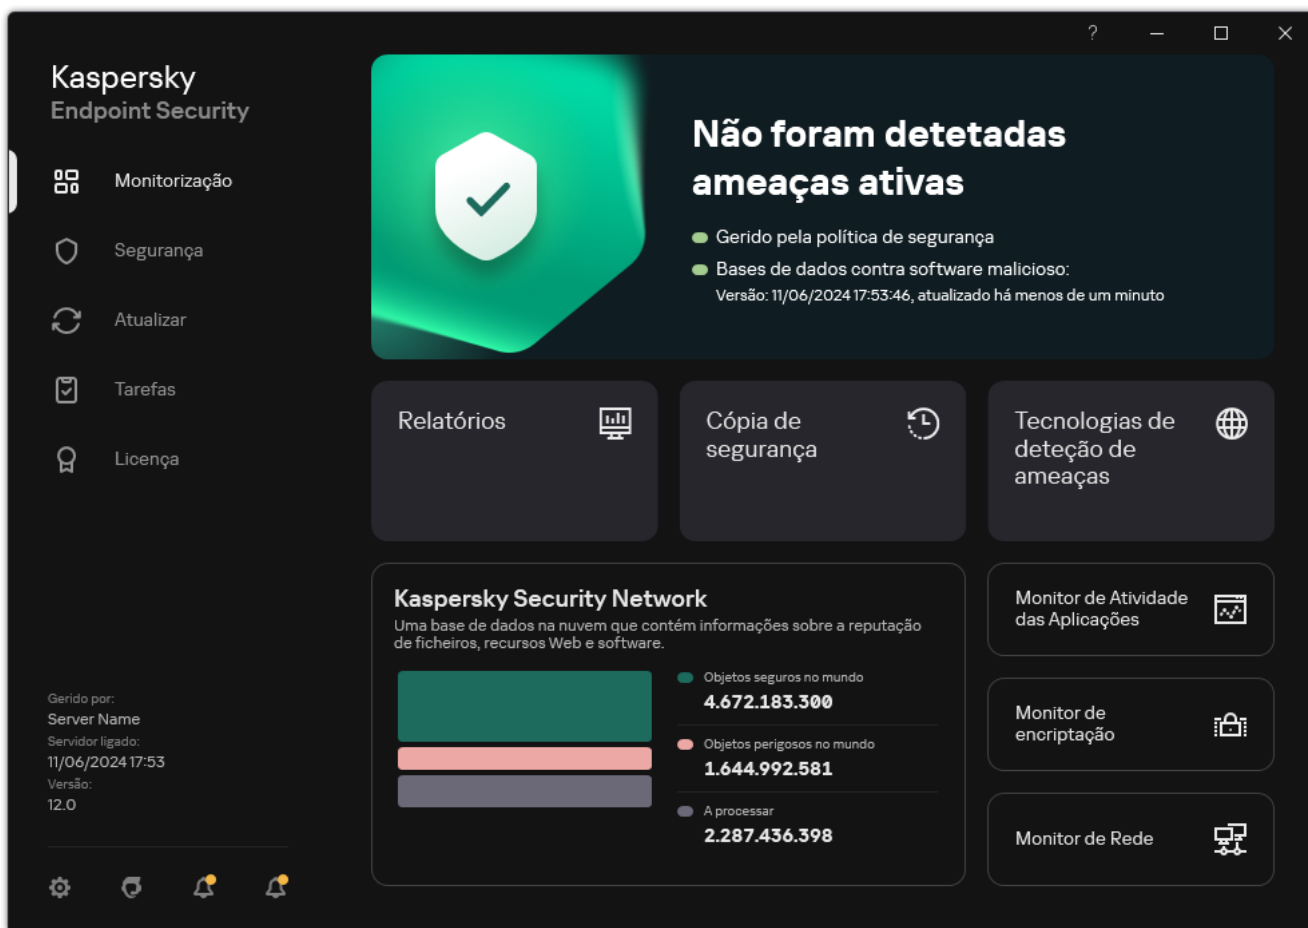 ?
Kaspersky
Endpoint Security
Monitorização
Segurança
Atualizar
Tarefas
Licença
Gerido por:
Server Name
Servidor ligado:
11/06/2024 17:53
Versão:
12.0
Não foram detetadas
ameaças ativas
Gerido pela política de segurança
Bases de dados contra software malicioso:
Versão: 11/06/2024 17:53:46, atualizado há menos de um minuto
Relatórios
Cópia de
segurança
Tecnologias de
deteção de
ameaças
Kaspersky Security Network
Uma base de dados na nuvem que contém informações sobre a reputação
de ficheiros, recursos Web e software.
Objetos seguros no mundo
4.672.183.300
Objetos perigosos no mundo
1.644.992.581
A processar
2.287.436.398
Monitor de Atividade
das Aplicações
Monitor de
encriptação
Monitor de Rede